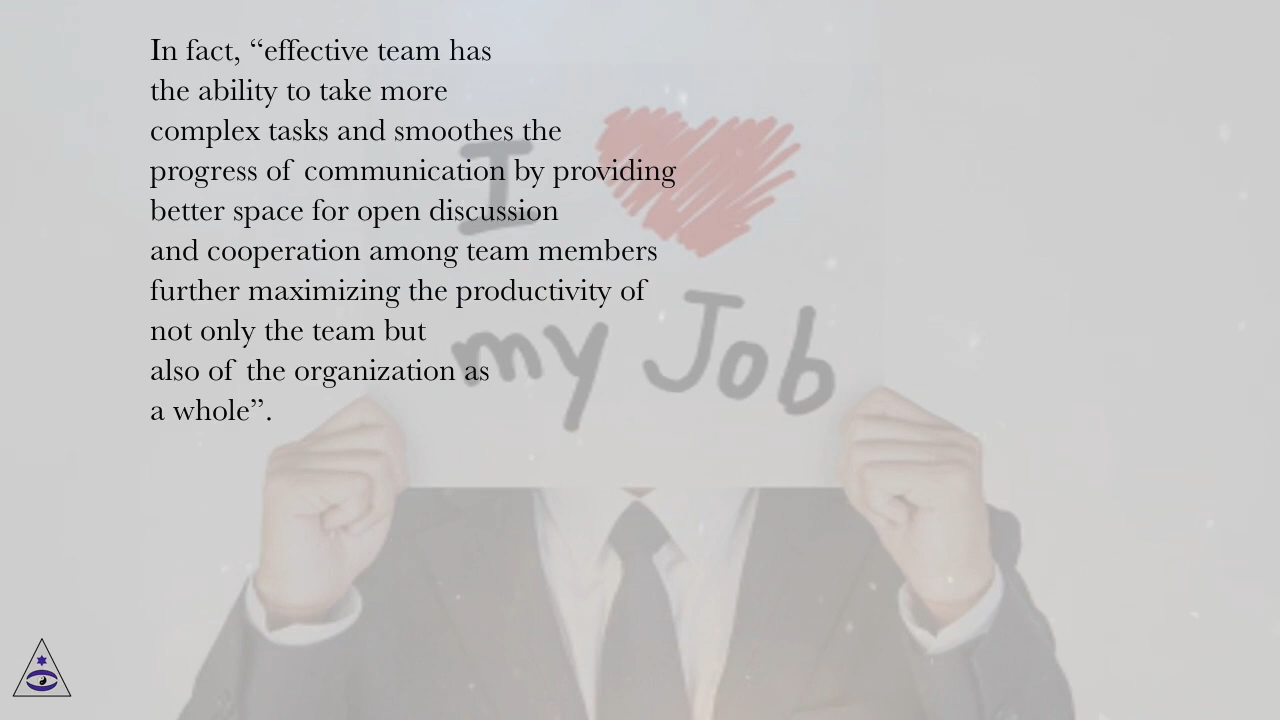 In fact, “effective team has
the ability to take more
complex tasks and smoothes the
progress of communication by providing
better space for open discussion
and cooperation among team members
further maximizing the productivity of
not only the team but
also of the organization as
a whole”.
I
my Job